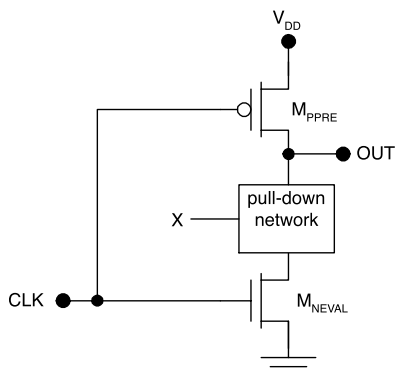 VDD
MPPRE
OUT
pull-down
network
X
CLK
MNEVAL